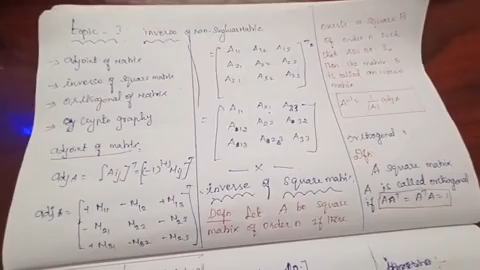 Topic - 3 Inverse of non-Singular Matrix
→ adjoint of Matrix
→ inverse of square matrix
→ orthogonal of Matrix
→ Cryptography
adjoint of matrix:
adj A = [Aij]ᵀ = [(-1)ⁱ⁺ʲ Mij]ᵀ
adj A = [ + M11 - M12 + M13
- M21 M22 - M23
+ M31 - M32 M33 ]ᵀ
= [ A11 A12 A13
A21 A22 A23
A31 A32 A33 ]ᵀ
= [ A11 A21
A12 A22 A32
A13 A23 A33 ]
— x —
inverse of square matrix
Defn Let A be square
matrix of order n if there
exists a square B
of order n such
that AB =
then the matrix B
is called an inverse
matrix
A⁻¹ = 1/|A| adj A
orthogonal :
Defn
A square matrix
A is called orthogonal
if AAᵀ = AᵀA = I